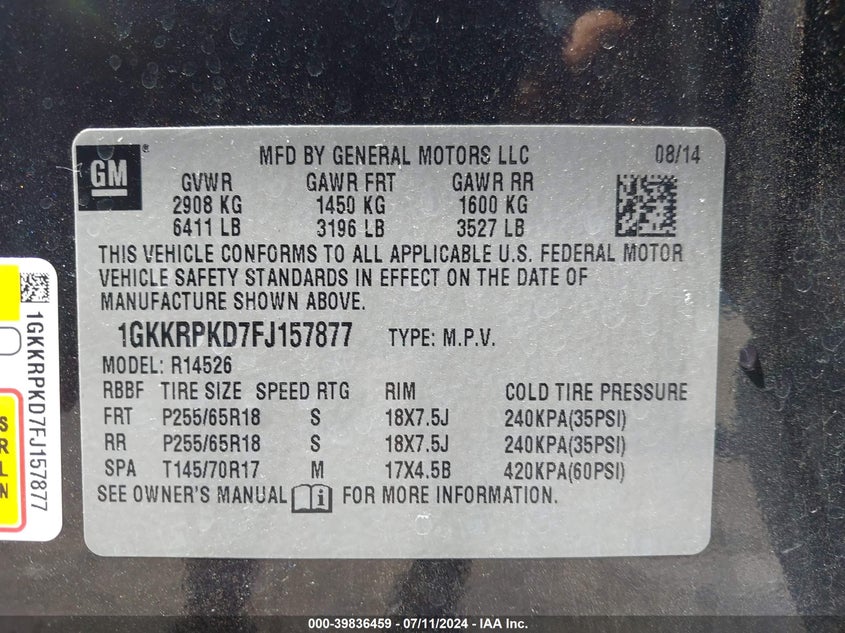 GM ®
MFD BY GENERAL MOTORS LLC 08/14
GVWR GAWR FRT GAWR RR
2908 KG 1450 KG 1600 KG
6411 LB 3196 LB 3527 LB
THIS VEHICLE CONFORMS TO ALL APPLICABLE U.S. FEDERAL MOTOR
VEHICLE SAFETY STANDARDS IN EFFECT ON THE DATE OF
MANUFACTURE SHOWN ABOVE.
1GKKRPKD7FJ157877 TYPE: M.P.V.
MODEL: R14526
RBBF TIRE SIZE SPEED RTG RIM COLD TIRE PRESSURE
FRT P255/65R18 S 18X7.5J 240KPA(35PSI)
RR P255/65R18 S 18X7.5J 240KPA(35PSI)
SPA T145/70R17 M 17X4.5B 420KPA(60PSI)
SEE OWNER'S MANUAL FOR MORE INFORMATION.
1GKKRPKD7FJ157877
S
R
L
N
000-39836459 - 07/11/2024 - IAA Inc.